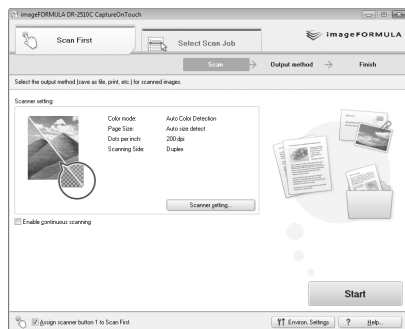 imageFORMULA DR-2510C CaptureOnTouch
Scan First
Select Scan Job
imageFORMULA
Scan
Output method
Finish
Select the output method (save as file, print, etc.) for scanned images.
Scanner setting:
Color mode: Auto Color Detection
Page Size: Auto size detect
Dots per inch: 200 dpi
Scanning Side: Duplex
Scanner setting...
Enable continuous scanning
Start
Assign scanner button 1 to Scan First
Environ. Settings
? Help...